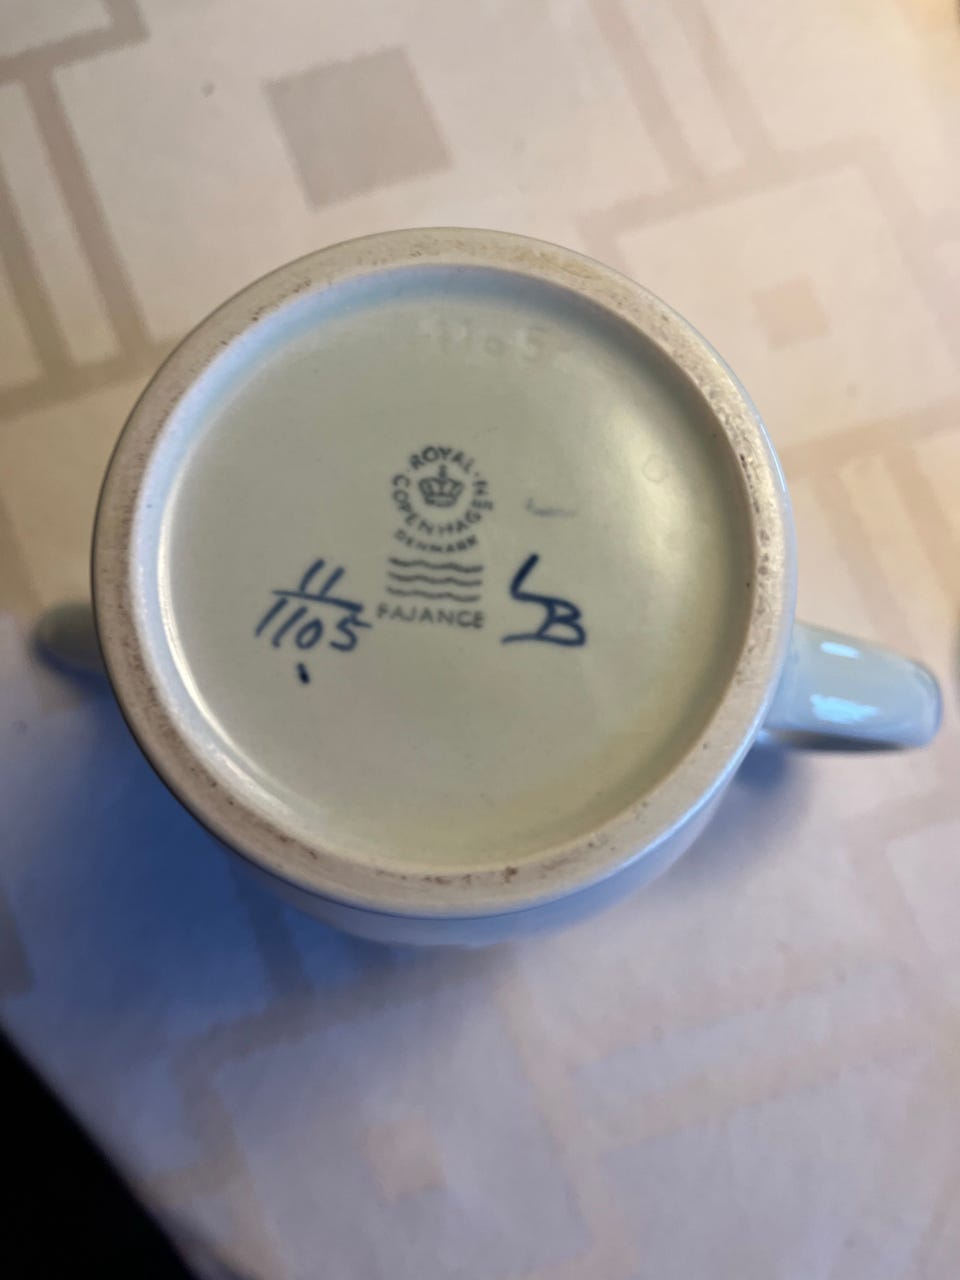 ROYAL
COPENHAGEN
DENMARK
FAJANCE
11
1105
LB